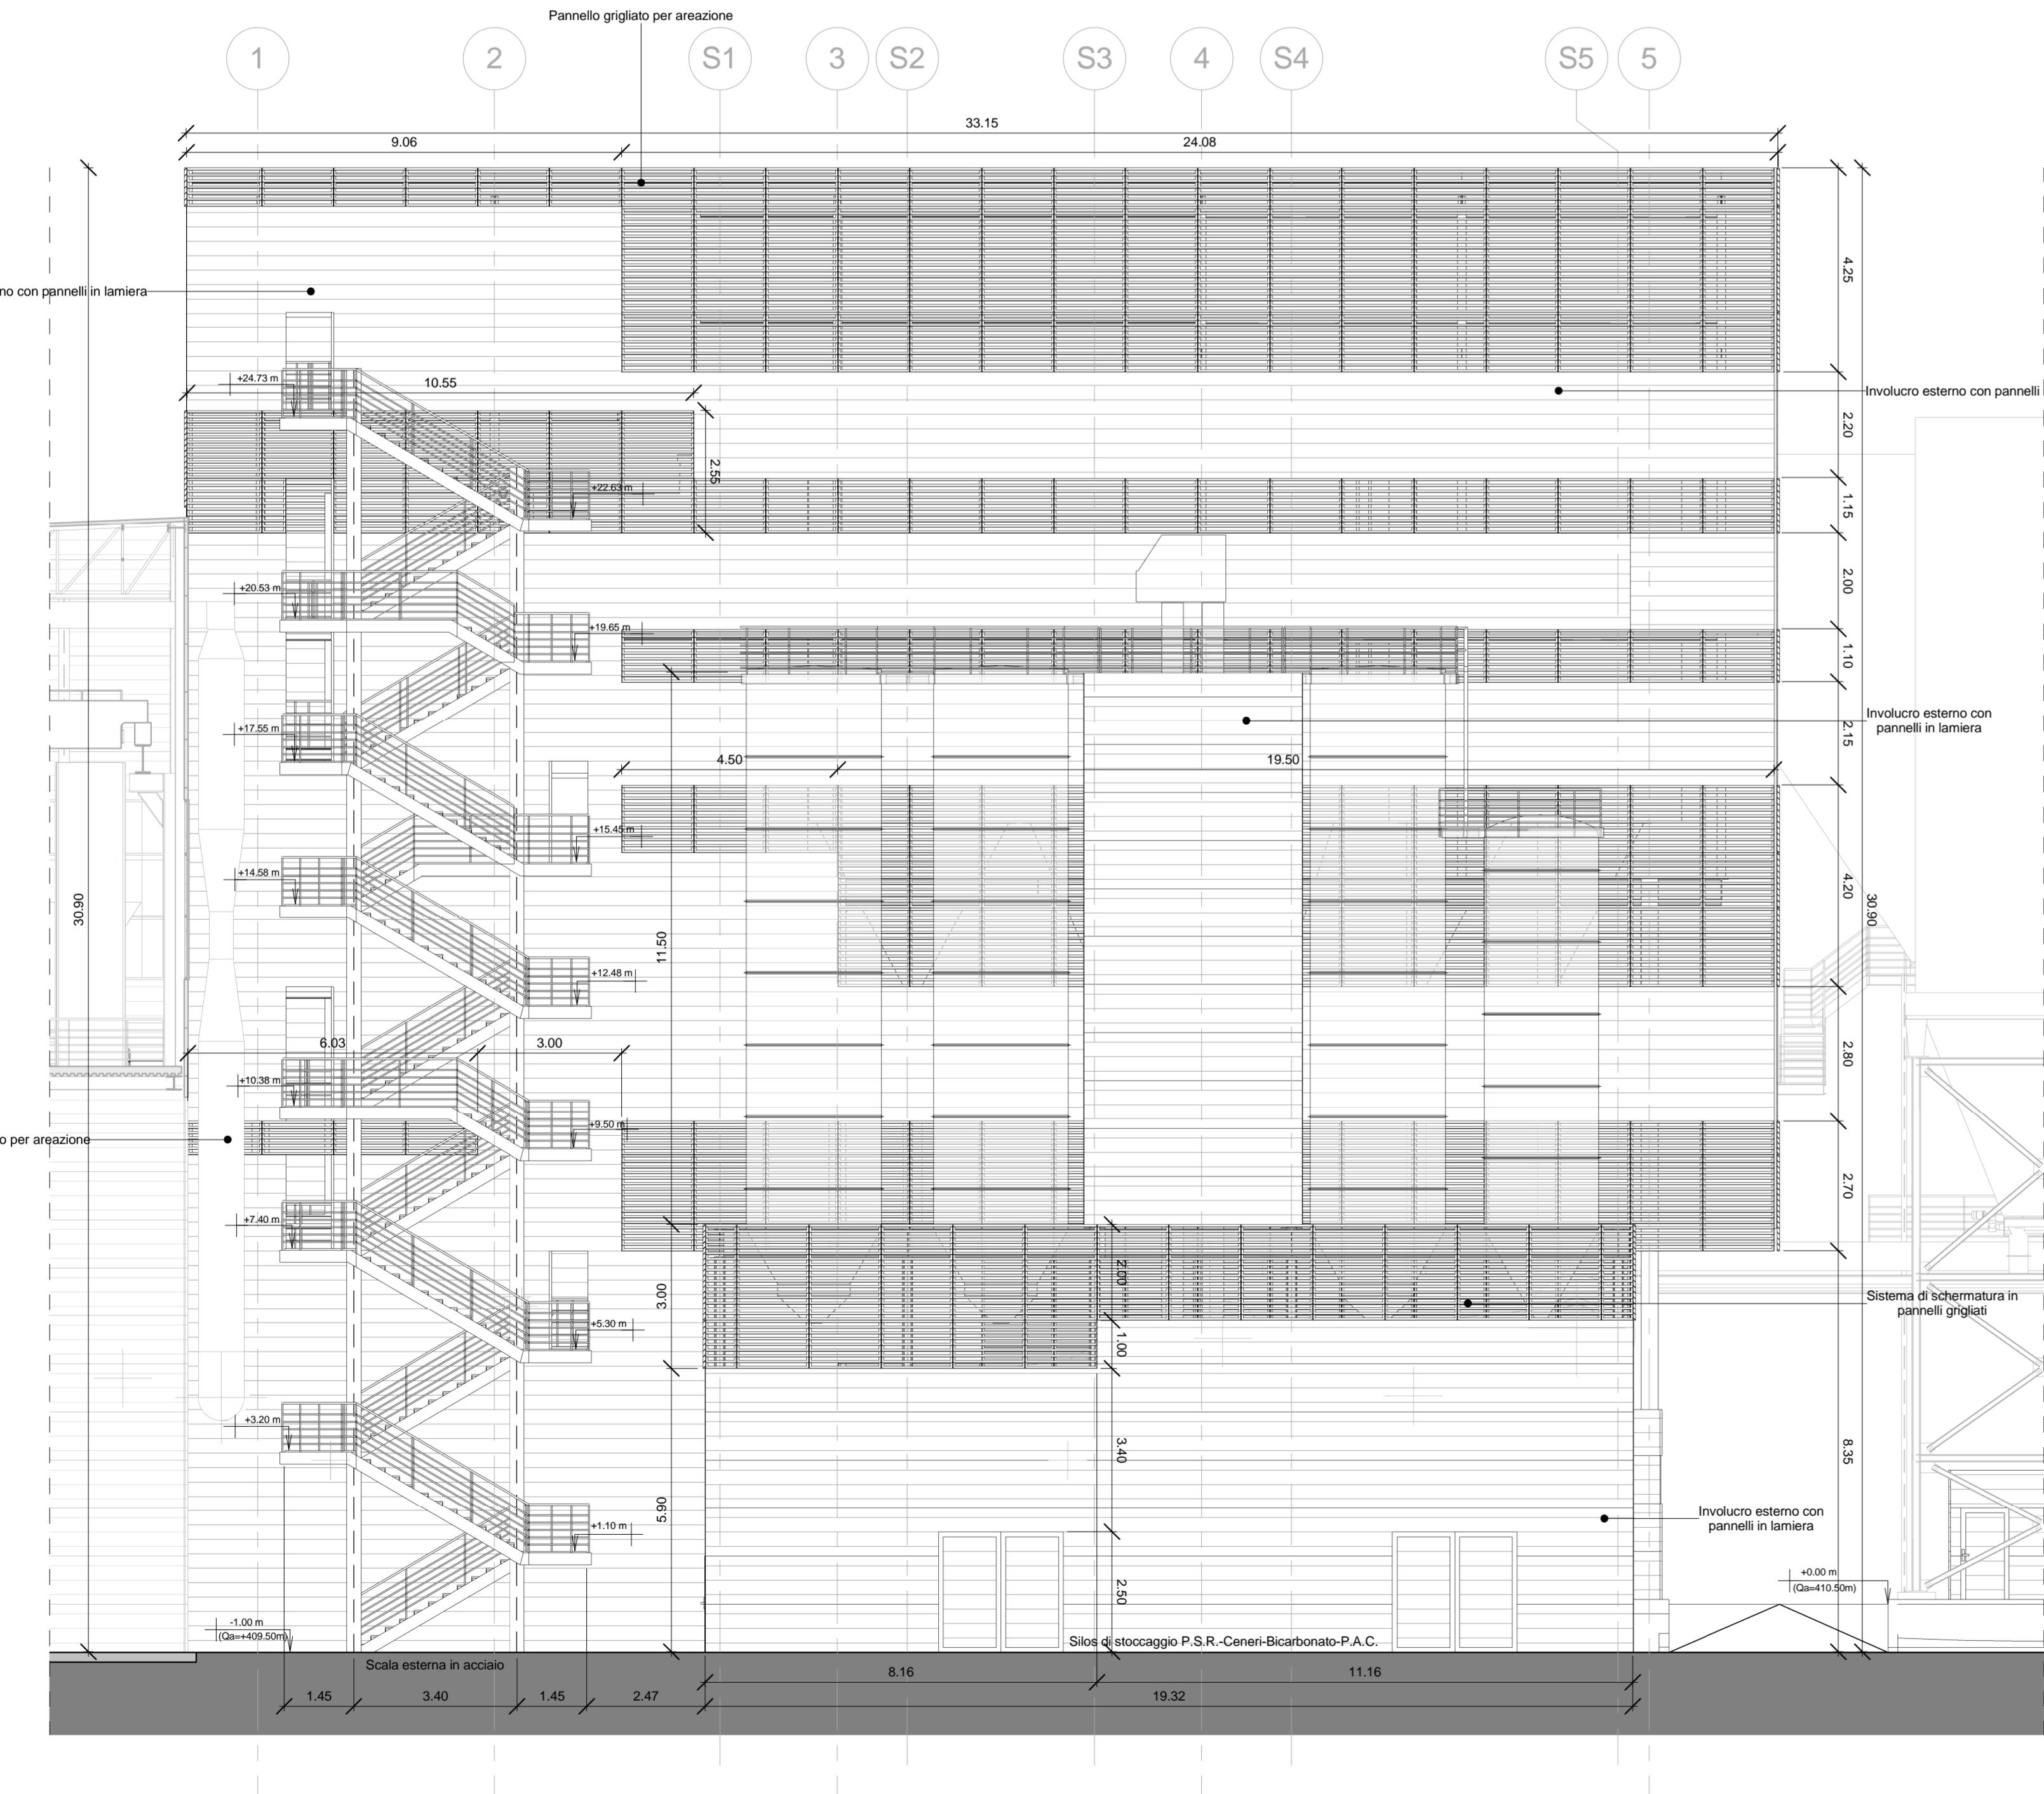 Pannello grigliato per areazione
1
2
S1
3
S2
S3
4
S4
S5
5
33.15
9.06
24.08
4.25
no con pannelli in lamiera
+24.73 m
10.55
Involucro esterno con pannelli
2.20
2.55
+22.63 m
1.15
+20.53 m
2.00
+19.65 m
1.10
+17.55 m
Involucro esterno con
pannelli in lamiera
2.15
4.50
19.50
+15.45 m
+14.58 m
4.20
30.90
30.90
11.50
+12.48 m
6.03
3.00
2.80
+10.38 m
+9.50 m
o per areazione
2.70
+7.40 m
2.00
3.00
Sistema di schermatura in
pannelli grigliati
+5.30 m
1.00
+3.20 m
3.40
8.35
5.90
Involucro esterno con
pannelli in lamiera
+1.10 m
+0.00 m
(Qa=410.50m)
2.50
-1.00 m
(Qa=+409.50m)
Silos di stoccaggio P.S.R.-Ceneri-Bicarbonato-P.A.C.
Scala esterna in acciaio
8.16
11.16
1.45
3.40
1.45
2.47
19.32